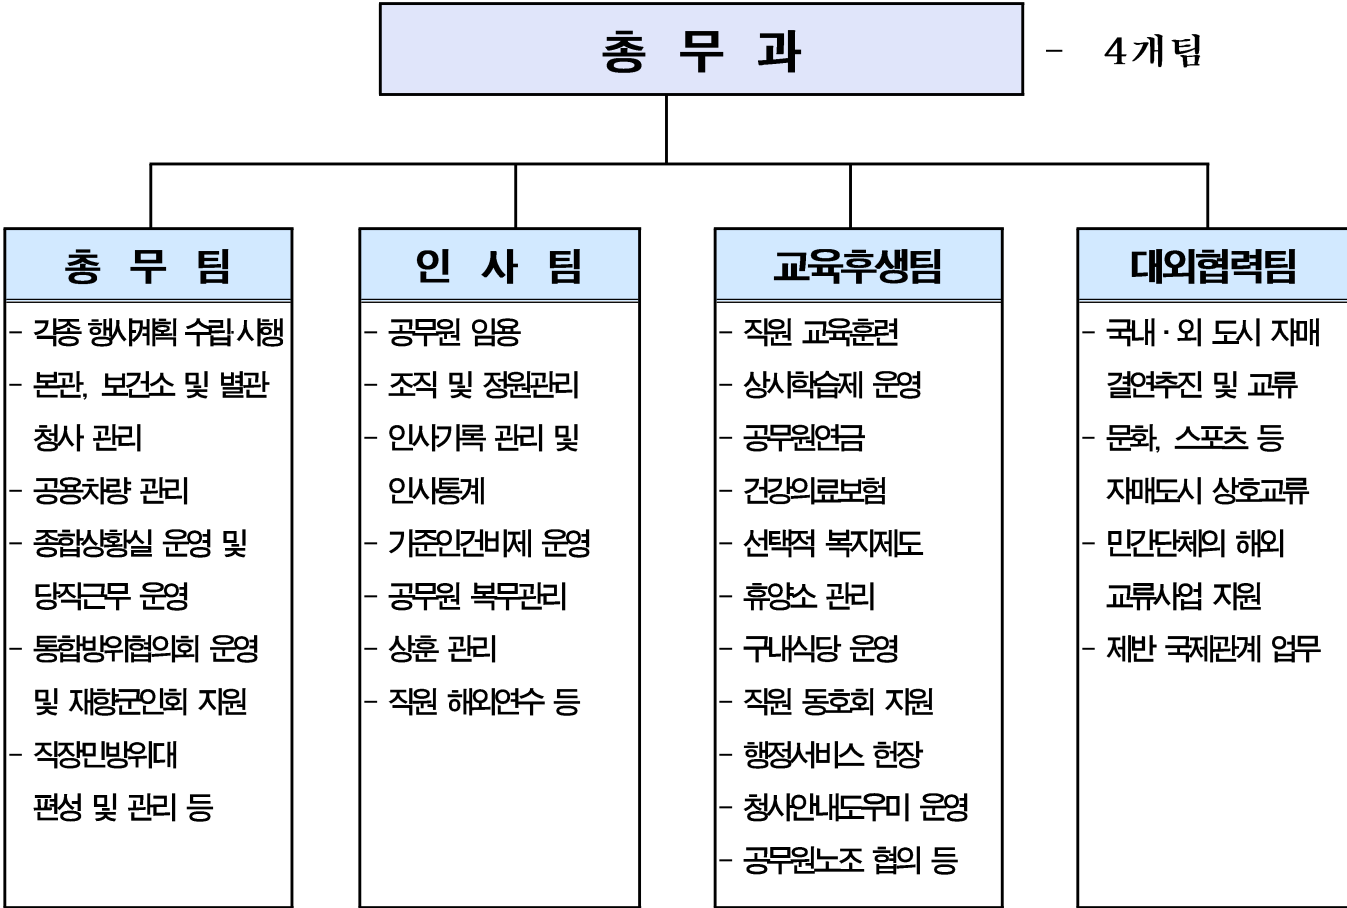 총 무 과 - 4개팀
총 무 팀
- 각종 행사계획 수립·시행
- 본관, 보건소 및 별관
청사 관리
- 공용차량 관리
- 종합상황실 운영 및
당직근무 운영
- 통합방위협의회 운영
및 재향군인회 지원
- 직장민방위대
편성 및 관리 등
인 사 팀
- 공무원 임용
- 조직 및 정원관리
- 인사기록 관리 및
인사통계
- 기준인건비제 운영
- 공무원 복무관리
- 상훈 관리
- 직원 해외연수 등
교육후생팀
- 직원 교육훈련
- 상시학습제 운영
- 공무원연금
- 건강의료보험
- 선택적 복지제도
- 휴양소 관리
- 구내식당 운영
- 직원 동호회 지원
- 행정서비스 헌장
- 청사안내도우미 운영
- 공무원노조 협의 등
대외협력팀
- 국내·외 도시 자매
결연추진 및 교류
- 문화, 스포츠 등
자매도시 상호교류
- 민간단체의 해외
교류사업 지원
- 제반 국제관계 업무